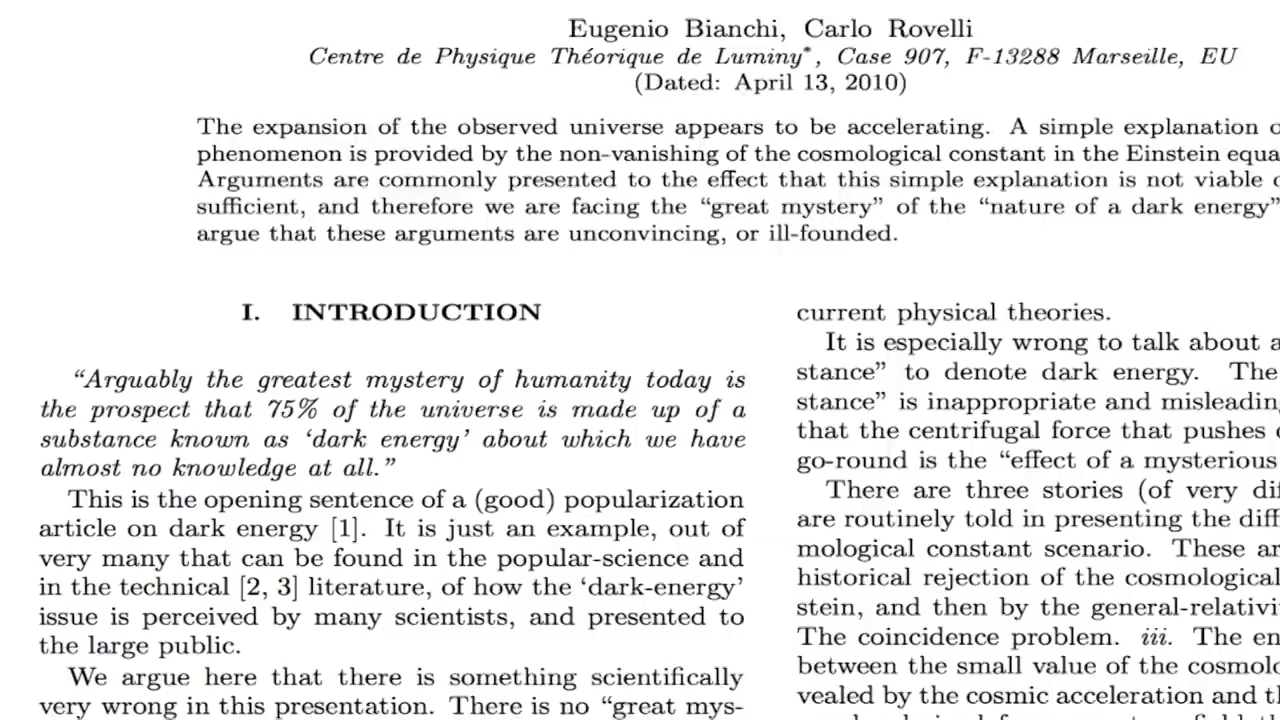 Eugenio Bianchi, Carlo Rovelli
Centre de Physique Théorique de Luminy*, Case 907, F-13288 Marseille, EU
(Dated: April 13, 2010)
The expansion of the observed universe appears to be accelerating. A simple explanation
phenomenon is provided by the non-vanishing of the cosmological constant in the Einstein equa
Arguments are commonly presented to the effect that this simple explanation is not viable
sufficient, and therefore we are facing the “great mystery” of the “nature of a dark energy”
argue that these arguments are unconvincing, or ill-founded.
I. INTRODUCTION
“Arguably the greatest mystery of humanity today is
the prospect that 75% of the universe is made up of a
substance known as ‘dark energy’ about which we have
almost no knowledge at all.”
This is the opening sentence of a (good) popularization
article on dark energy [1]. It is just an example, out of
very many that can be found in the popular-science and
in the technical [2, 3] literature, of how the ‘dark-energy’
issue is perceived by many scientists, and presented to
the large public.
We argue here that there is something scientifically
very wrong in this presentation. There is no “great mys-
current physical theories.
It is especially wrong to talk about a
stance” to denote dark energy. The
stance” is inappropriate and misleadin
that the centrifugal force that pushes
go-round is the “effect of a mysterious
There are three stories (of very dif
are routinely told in presenting the diff
mological constant scenario. These ar
historical rejection of the cosmological
stein, and then by the general-relativi
The coincidence problem. iii. The en
between the small value of the cosmolo
vealed by the cosmic acceleration and th